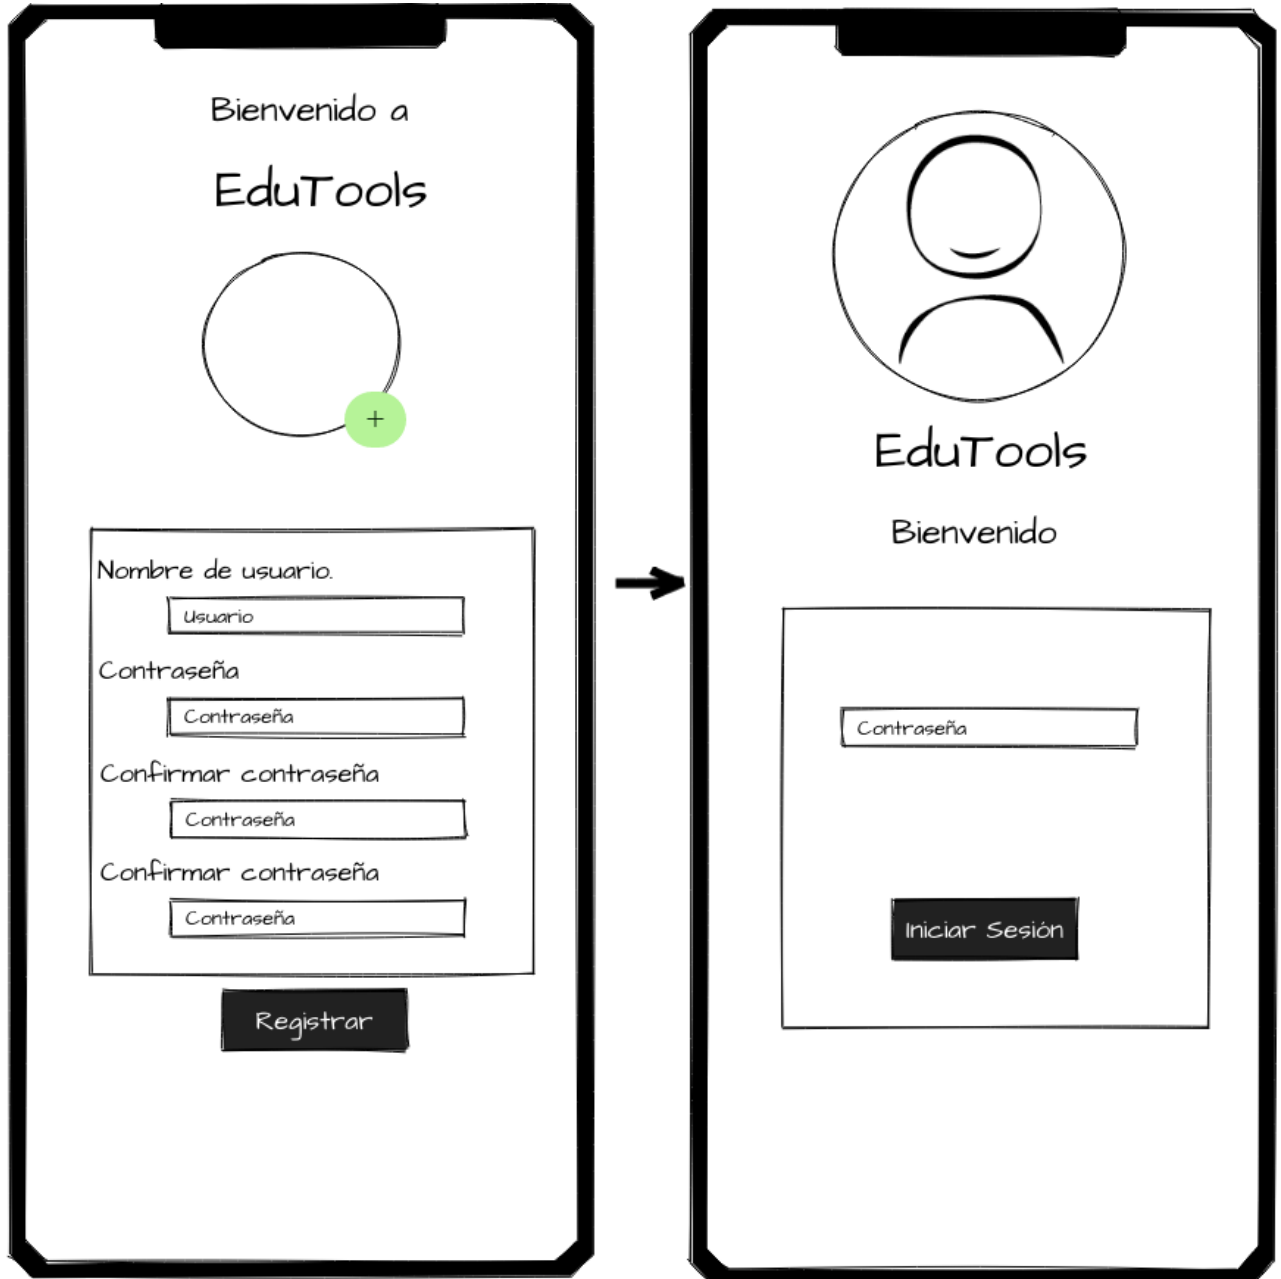 Bienvenido a
EduTools
+
Nombre de usuario.
Usuario
Contraseña
Contraseña
Confirmar contraseña
Contraseña
Confirmar contraseña
Contraseña
Registrar
EduTools
Bienvenido
Contraseña
Iniciar Sesión